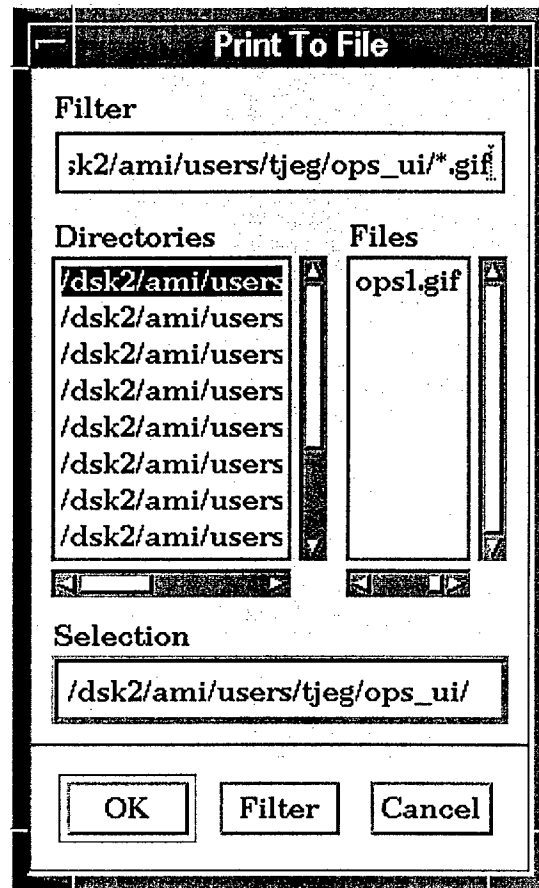 Print To File
Filter
sk2/ami/users/tjeg/ops_ui/*.gif
Directories Files
/dsk2/ami/users ops1.gif
/dsk2/ami/users
/dsk2/ami/users
/dsk2/ami/users
/dsk2/ami/users
/dsk2/ami/users
/dsk2/ami/users
/dsk2/ami/users
Selection
/dsk2/ami/users/tjeg/ops_ui/
OK Filter Cancel